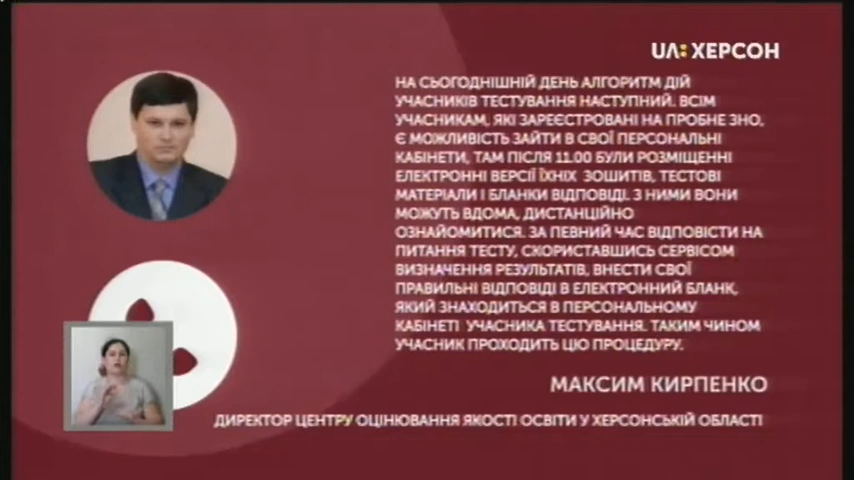 UA:ХЕРСОН
НА СЬОГОДНІШНІЙ ДЕНЬ АЛГОРИТМ ДІЙ
УЧАСНИКІВ ТЕСТУВАННЯ НАСТУПНИЙ. ВСІМ
УЧАСНИКАМ, ЯКІ ЗАРЕЄСТРОВАНІ НА ПРОБНЕ ЗНО,
Є МОЖЛИВІСТЬ ЗАЙТИ В СВОЇ ПЕРСОНАЛЬНІ
КАБІНЕТИ, ТАМ ПІСЛЯ 11.00 БУЛИ РОЗМІЩЕННІ
ЕЛЕКТРОННІ ВЕРСІЇ ЇХНІХ ЗОШИТІВ, ТЕСТОВІ
МАТЕРІАЛИ І БЛАНКИ ВІДПОВІДІ. З НИМИ ВОНИ
МОЖУТЬ ВДОМА, ДИСТАНЦІЙНО
ОЗНАЙОМИТИСЯ. ЗА ПЕВНИЙ ЧАС ВІДПОВІСТИ НА
ПИТАННЯ ТЕСТУ, СКОРИСТАВШИСЬ СЕРВІСОМ
ВИЗНАЧЕННЯ РЕЗУЛЬТАТІВ, ВНЕСТИ СВОЇ
ПРАВИЛЬНІ ВІДПОВІДІ В ЕЛЕКТРОННИЙ БЛАНК,
ЯКИЙ ЗНАХОДИТЬСЯ В ПЕРСОНАЛЬНОМУ
КАБІНЕТІ УЧАСНИКА ТЕСТУВАННЯ. ТАКИМ ЧИНОМ
УЧАСНИК ПРОХОДИТЬ ЦЮ ПРОЦЕДУРУ.
МАКСИМ КИРПЕНКО
ДИРЕКТОР ЦЕНТРУ ОЦІНЮВАННЯ ЯКОСТІ ОСВІТИ У ХЕРСОНСЬКІЙ ОБЛАСТІ